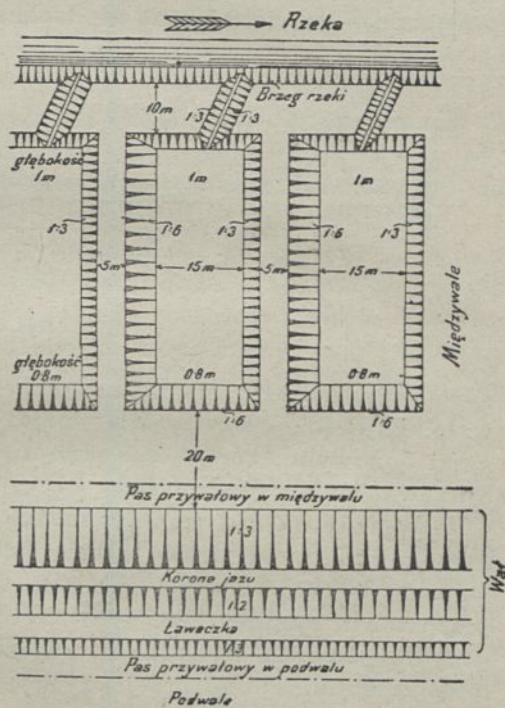 Rzeka
Brzeg rzeki
10m
1:3
1:3
głębokość
1m
1m
1m
1:3
1:6
1:3
1:6
1:3
5m
15m
5m
15m
Międzywale
głębokość
0·8m
0·8m
0·8m
1:6
1:6
20m
Pas przywałowy w międzywalu
1:3
Korona jazu
Wał
1:2
Ławeczka
1:3
Pas przywałowy w podwalu
Podwale